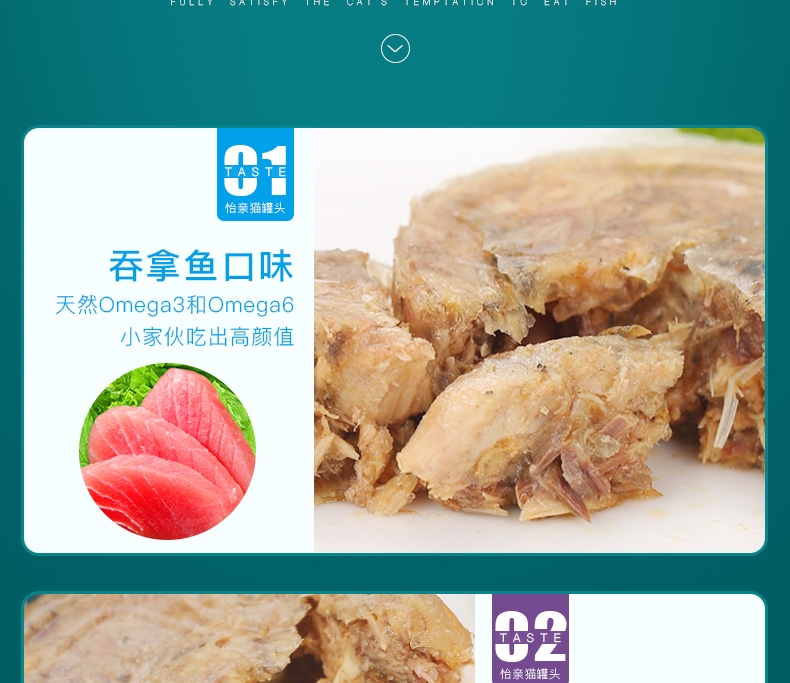 FULLY SATISFY THE CAT'S TEMPTATION TO EAT FISH
01
TASTE
怡亲猫罐头
吞拿鱼口味
天然Omega3和Omega6
小家伙吃出高颜值
02
TASTE
怡亲猫罐头